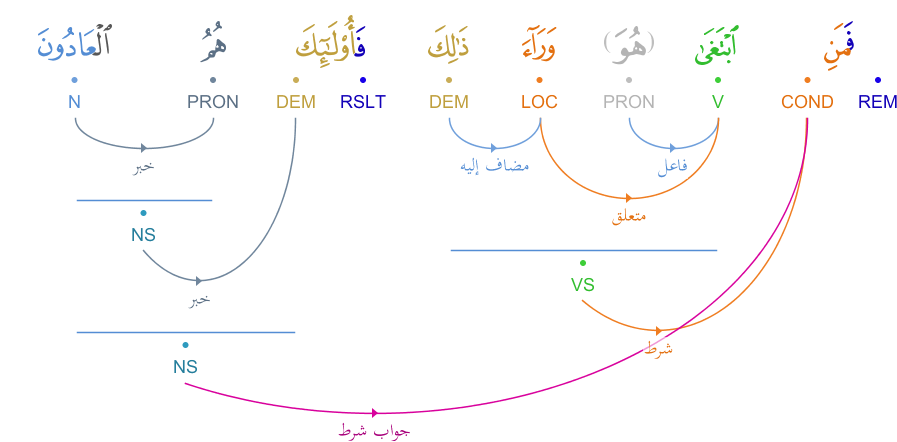 فَمَنِ ٱبْتَغَىٰ (هُوَ) وَرَآءَ ذَٰلِكَ فَأُو۟لَـٰٓئِكَ هُمُ ٱلْعَادُونَ
REM COND V PRON LOC DEM RSLT DEM PRON N
فاعل مضاف إليه خبر
متعلق
NS
VS
خبر
شرط
NS
جواب شرط